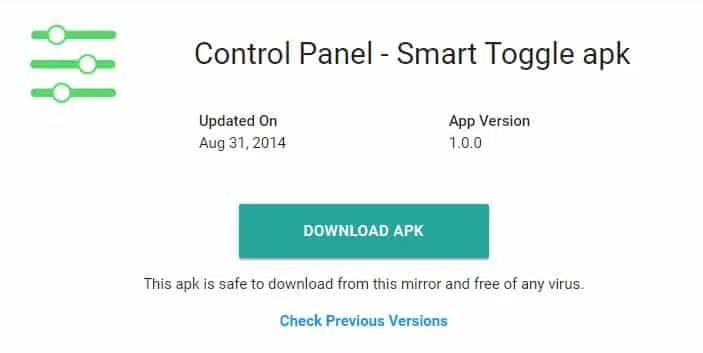 Control Panel - Smart Toggle apk
Updated On
Aug 31, 2014
App Version
1.0.0
DOWNLOAD APK
This apk is safe to download from this mirror and free of any virus.
Check Previous Versions